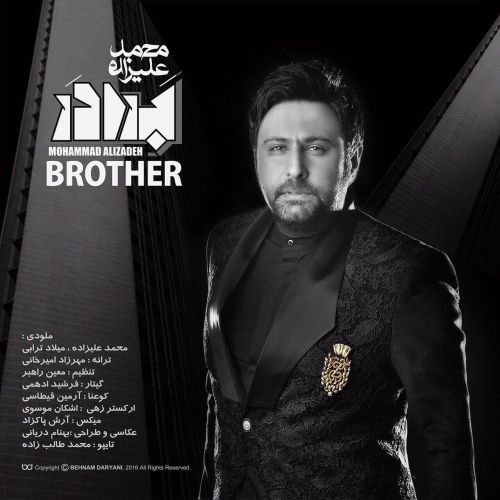 محمد
علیزاده
برادر
MOHAMMAD ALIZADEH
BROTHER
ملودی :
محمد علیزاده ، میلاد ترابی
ترانه : مهرزاد امیرخانی
تنظیم : معین راهبر
گیتار : فرشید ادهمی
کوعنا : آرمین قیطاسی
ارکستر زهی : اشکان موسوی
میکس : آرش پاکزاد
عکاسی و طراحی :بهنام دریانی
تایپو : محمد طالب زاده
Copyright © BEHNAM DARYANI, 2016 All Rights Reserved.